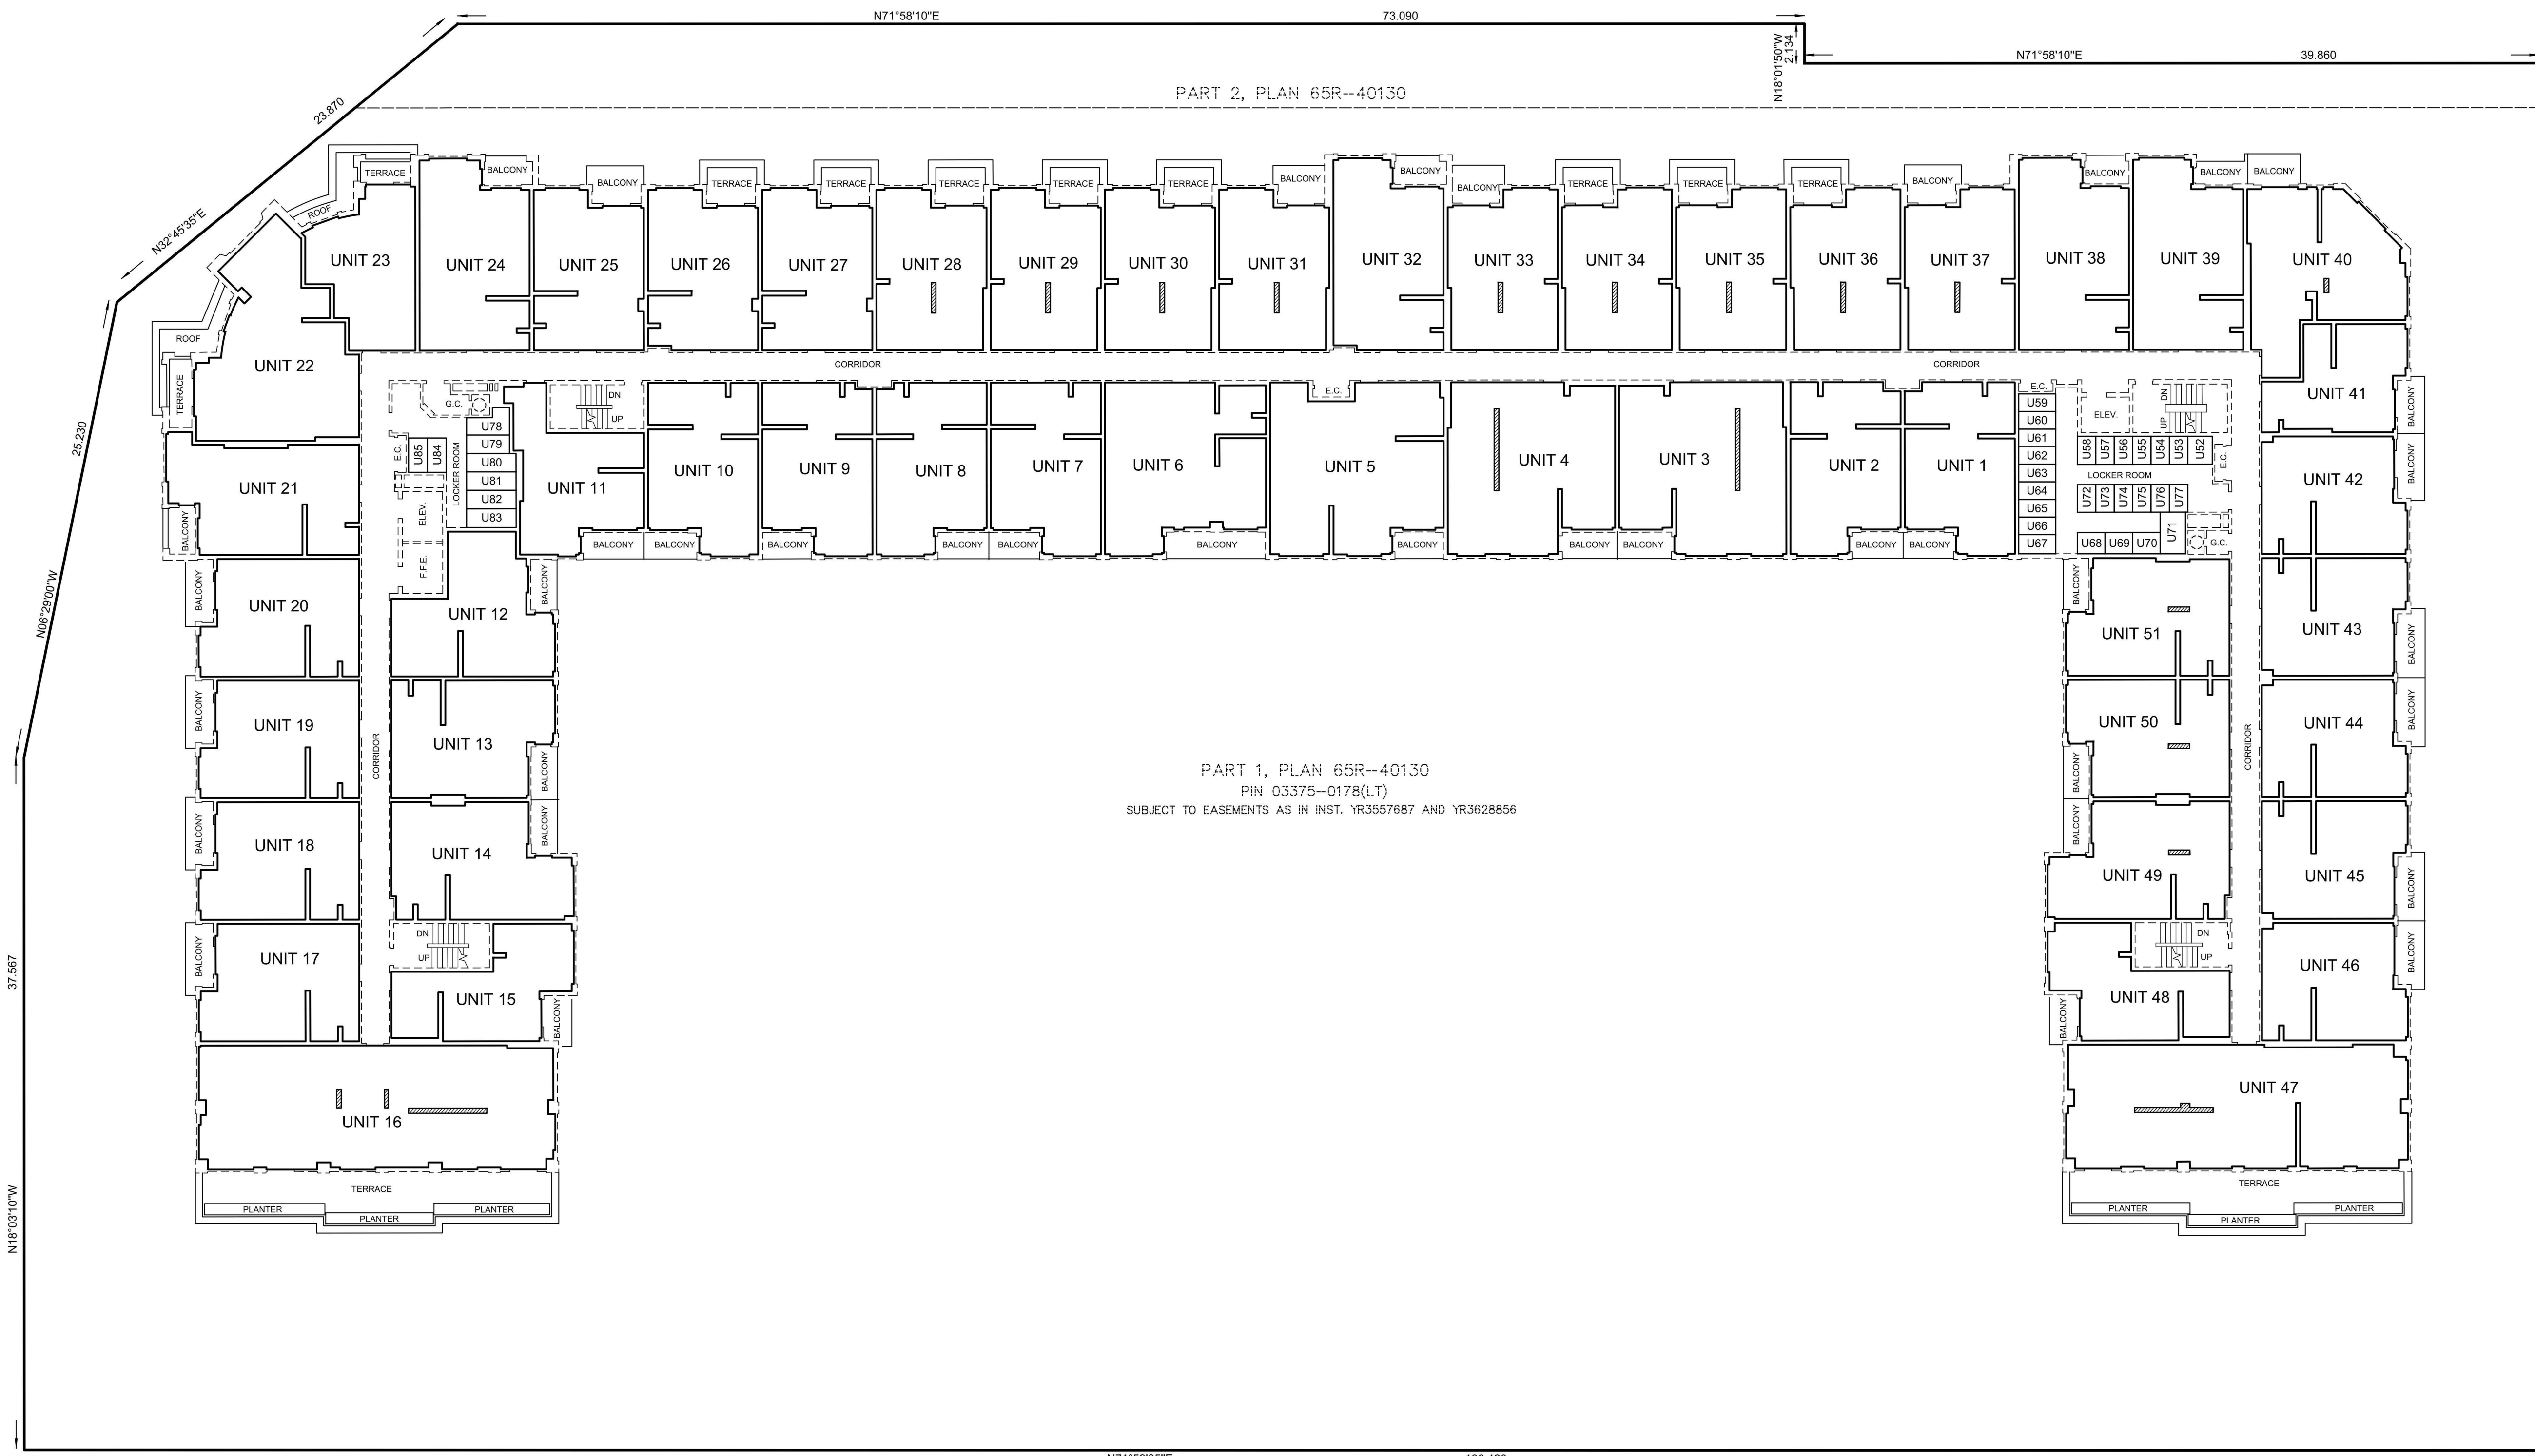 N71°58'10"E 73.090
N18°01'50"W
2.134
N71°58'10"E 39.860
PART 2, PLAN 65R--40130
23.870
N32°45'35"E
25.230
N06°29'00"W
37.567
N18°03'10"W
TERRACE
BALCONY
BALCONY
TERRACE
TERRACE
TERRACE
TERRACE
TERRACE
BALCONY
BALCONY
BALCONY
TERRACE
TERRACE
TERRACE
BALCONY
BALCONY
BALCONY
BALCONY
ROOF
UNIT 23
UNIT 24
UNIT 25
UNIT 26
UNIT 27
UNIT 28
UNIT 29
UNIT 30
UNIT 31
UNIT 32
UNIT 33
UNIT 34
UNIT 35
UNIT 36
UNIT 37
UNIT 38
UNIT 39
UNIT 40
ROOF
UNIT 22
TERRACE
CORRIDOR
CORRIDOR
G.C.
DN
UP
E.C.
E.C.
ELEV.
DN
UP
UNIT 41
BALCONY
U78
U79
U80
U81
U82
U83
U85
U84
E.C.
LOCKER ROOM
ELEV.
F.F.E.
UNIT 11
UNIT 10
UNIT 9
UNIT 8
UNIT 7
UNIT 6
UNIT 5
UNIT 4
UNIT 3
UNIT 2
UNIT 1
U59
U60
U61
U62
U63
U64
U65
U66
U67
U58
U57
U56
U55
U54
U53
U52
E.C.
LOCKER ROOM
U72
U73
U74
U75
U76
U77
U71
U68
U69
U70
G.C.
UNIT 42
BALCONY
UNIT 21
BALCONY
BALCONY
BALCONY
BALCONY
BALCONY
BALCONY
BALCONY
BALCONY
BALCONY
BALCONY
BALCONY
BALCONY
UNIT 20
BALCONY
UNIT 12
BALCONY
BALCONY
UNIT 51
UNIT 43
BALCONY
UNIT 19
BALCONY
UNIT 13
BALCONY
CORRIDOR
UNIT 50
BALCONY
CORRIDOR
UNIT 44
BALCONY
PART 1, PLAN 65R--40130
PIN 03375--0178(LT)
SUBJECT TO EASEMENTS AS IN INST. YR3557687 AND YR3628856
UNIT 18
BALCONY
UNIT 14
BALCONY
BALCONY
UNIT 49
UNIT 45
BALCONY
UNIT 17
BALCONY
DN
UP
UNIT 15
BALCONY
DN
UP
UNIT 48
BALCONY
UNIT 46
BALCONY
UNIT 16
UNIT 47
TERRACE
PLANTER
PLANTER
PLANTER
TERRACE
PLANTER
PLANTER
PLANTER